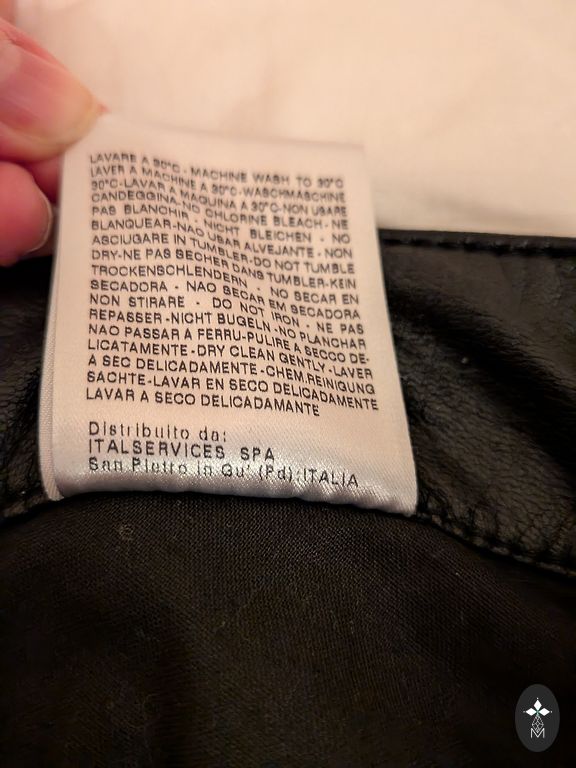 LAVARE A 30°C - MACHINE WASH TO 30°C
LAVER A MACHINE A 30°C-WASCHMASCHINE
30°C-LAVAR A MAQUINA A 30°C-NON USARE
CANDEGGINA-NO CHLORINE BLEACH-NE
PAS BLANCHIR - NICHT BLEICHEN - NO
BLANQUEAR-NAO USAR ALVEJANTE - NON
ASCIUGARE IN TUMBLER-DO NOT TUMBLE
DRY-NE PAS SECHER DANS TUMBLER-KEIN
TROCKENSCHLENDERN - NO SECAR EN
SECADORA - NAO SECAR EM SECADORA
NON STIRARE - DO NOT IRON - NE PAS
REPASSER-NICHT BUGELN-NO PLANCHAR
NAO PASSAR A FERRU-PULIRE A SECCO DE-
LICATAMENTE-DRY CLEAN GENTLY-LAVER
A SEC DELICADAMENTE-CHEM.REINIGUNG
SACHTE-LAVAR EN SECO DELICADAMENTE
LAVAR A SECO DELICADAMANTE
Distribuito da:
ITALSERVICES SPA
San Pietro in Gu' (Pd) ITALIA
M